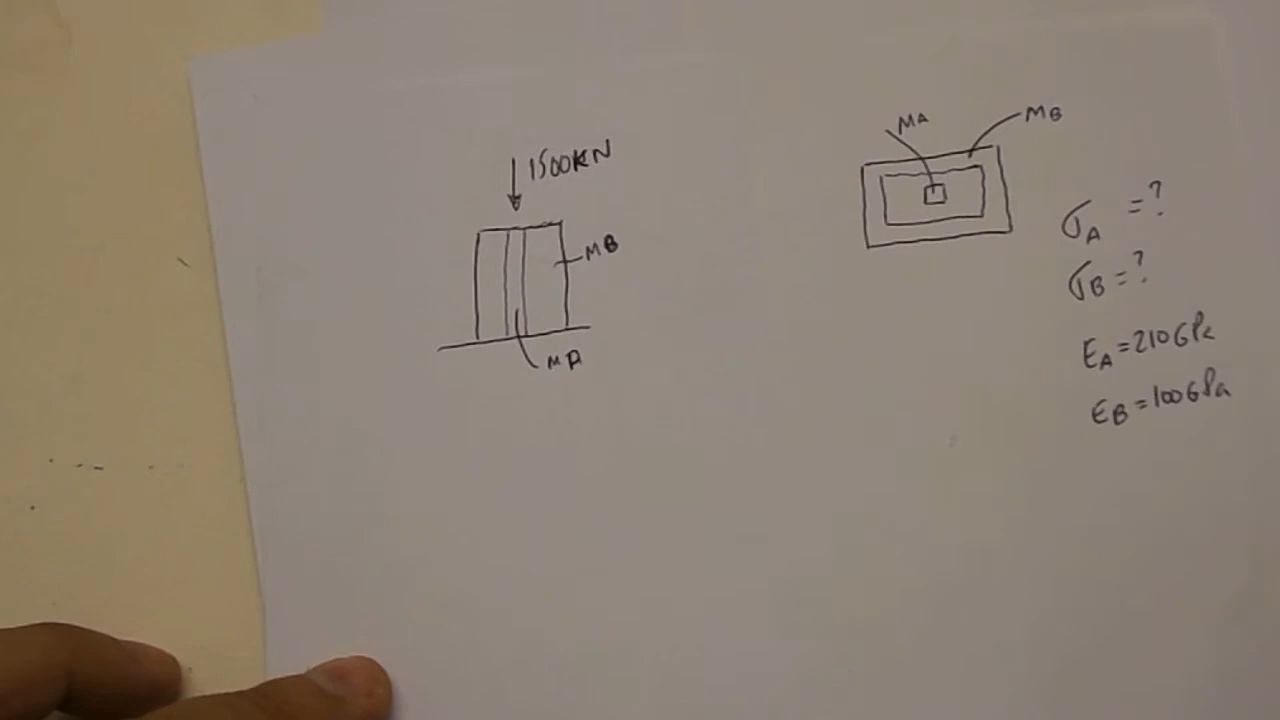 1500KN
MB
MA
MA
MB
σA = ?
σB = ?
EA = 210GPa
EB = 100GPa